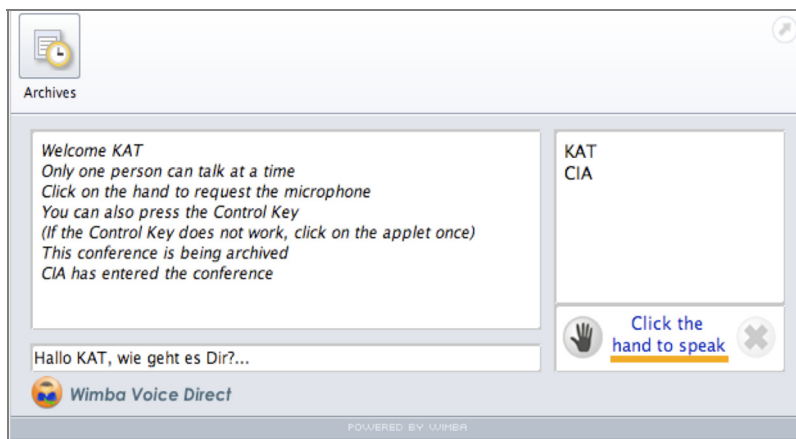 Archives
Welcome KAT
Only one person can talk at a time
Click on the hand to request the microphone
You can also press the Control Key
(If the Control Key does not work, click on the applet once)
This conference is being archived
CIA has entered the conference
KAT
CIA
Click the
hand to speak
Hallo KAT, wie geht es Dir?...
Wimba Voice Direct
POWERED BY WIMBA